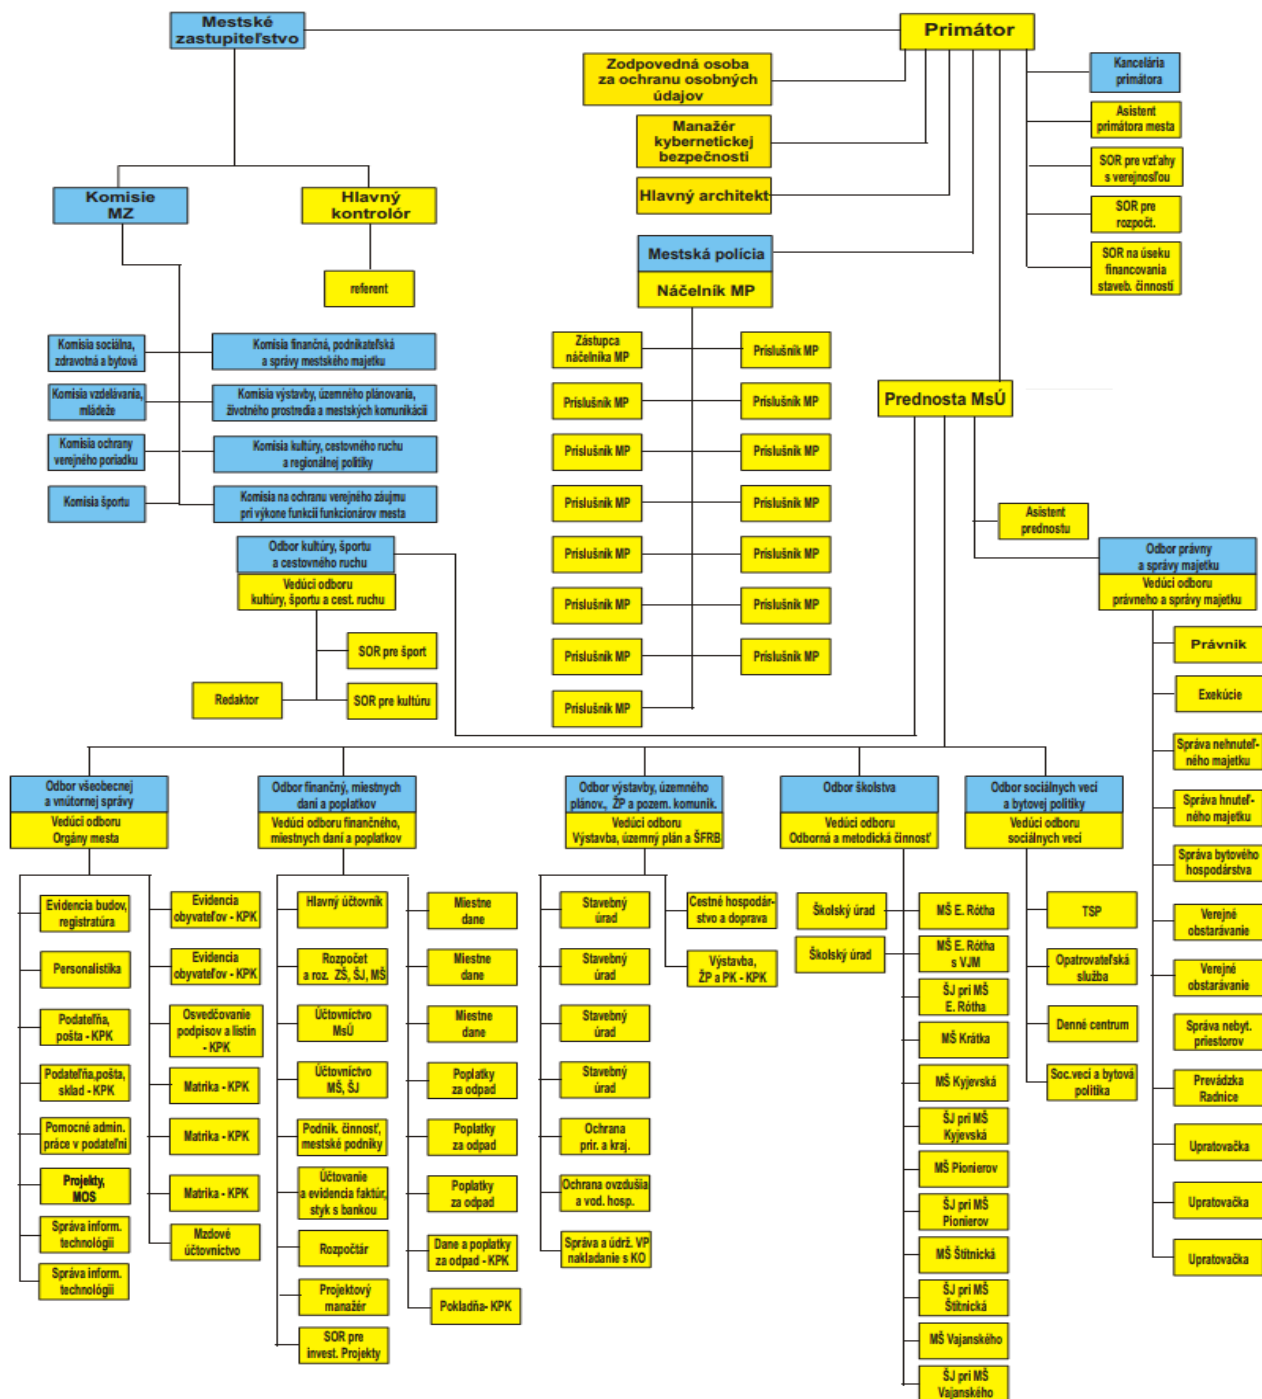 Mestské
zastupiteľstvo
Primátor
Zodpovedná osoba
za ochranu osobných
údajov
Kancelária
primátora
Asistent
primátora mesta
Manažér
kybernetickej
bezpečnosti
SOR pre vzťahy
s verejnosťou
Hlavný architekt
SOR pre
rozpočt.
Komisie
MZ
Hlavný
kontrolór
Mestská polícia
Náčelník MP
SOR na úseku
financovania
staveb. činností
referent
Komisia sociálna,
zdravotná a bytová
Komisia finančná, podnikateľská
a správy mestského majetku
Komisia vzdelávania,
mládeže
Komisia výstavby, územného plánovania,
životného prostredia a mestských komunikácií
Komisia ochrany
verejného poriadku
Komisia kultúry, cestovného ruchu
a regionálnej politiky
Komisia športu
Komisia na ochranu verejného záujmu
pri výkone funkcií funkcionárov mesta
Zástupca
náčelníka MP
Príslušník MP
Príslušník MP
Príslušník MP
Príslušník MP
Príslušník MP
Príslušník MP
Príslušník MP
Príslušník MP
Príslušník MP
Príslušník MP
Príslušník MP
Príslušník MP
Príslušník MP
Príslušník MP
Prednosta MsÚ
Asistent
prednostu
Odbor kultúry, športu
a cestovného ruchu
Vedúci odboru
kultúry, športu a cest. ruchu
SOR pre šport
Redaktor
SOR pre kultúru
Odbor právny
a správy majetku
Vedúci odboru
právneho a správy majetku
Právnik
Exekúcie
Správa nehnuteľ-
ného majetku
Správa hnuteľ-
ného majetku
Správa bytového
hospodárstva
Verejné
obstarávanie
Verejné
obstarávanie
Správa nebyt.
priestorov
Prevádzka
Radnice
Upratovačka
Upratovačka
Upratovačka
Odbor všeobecnej
a vnútornej správy
Vedúci odboru
Orgány mesta
Evidencia budov,
registratúra
Personalistika
Podateľňa,
pošta - KPK
Podateľňa,pošta,
sklad - KPK
Pomocné admin.
práce v podateľni
Projekty,
MOS
Správa inform.
technológií
Správa inform.
technológií
Evidencia
obyvateľov - KPK
Evidencia
obyvateľov - KPK
Osvedčovanie
podpisov a listín
- KPK
Matrika - KPK
Matrika - KPK
Matrika - KPK
Mzdové
účtovníctvo
Odbor finančný, miestnych
daní a poplatkov
Vedúci odboru finančného,
miestnych daní a poplatkov
Hlavný účtovník
Rozpočet
a roz. ZŠ, ŠJ, MŠ
Účtovníctvo
MsÚ
Účtovníctvo
MŠ, ŠJ
Podnik. činnosť,
mestské podniky
Účtovanie
a evidencia faktúr,
styk s bankou
Rozpočtár
Projektový
manažér
SOR pre
invest. Projekty
Miestne
dane
Miestne
dane
Miestne
dane
Poplatky
za odpad
Poplatky
za odpad
Poplatky
za odpad
Dane a poplatky
za odpad - KPK
Pokladňa- KPK
Odbor výstavby, územného
plánov., ŽP a pozem. komunik.
Vedúci odboru
Výstavba, územný plán a ŠFRB
Stavebný
úrad
Stavebný
úrad
Stavebný
úrad
Stavebný
úrad
Ochrana
prir. a kraj.
Ochrana ovzdušia
a vod. hosp.
Správa a údrž. VP
nakladanie s KO
Cestné hospodár-
stvo a doprava
Výstavba,
ŽP a PK - KPK
Odbor školstva
Vedúci odboru
Odborná a metodická činnosť
Školský úrad
Školský úrad
MŠ E. Rótha
MŠ E. Rótha
s VJM
ŠJ pri MŠ
E. Rótha
MŠ Krátka
MŠ Kyjevská
ŠJ pri MŠ
Kyjevská
MŠ Pionierov
ŠJ pri MŠ
Pionierov
MŠ Štítnická
ŠJ pri MŠ
Štítnická
MŠ Vajanského
ŠJ pri MŠ
Vajanského
Odbor sociálnych vecí
a bytovej politiky
Vedúci odboru
sociálnych vecí
TSP
Opatrovateľská
služba
Denné centrum
Soc.veci a bytová
politika